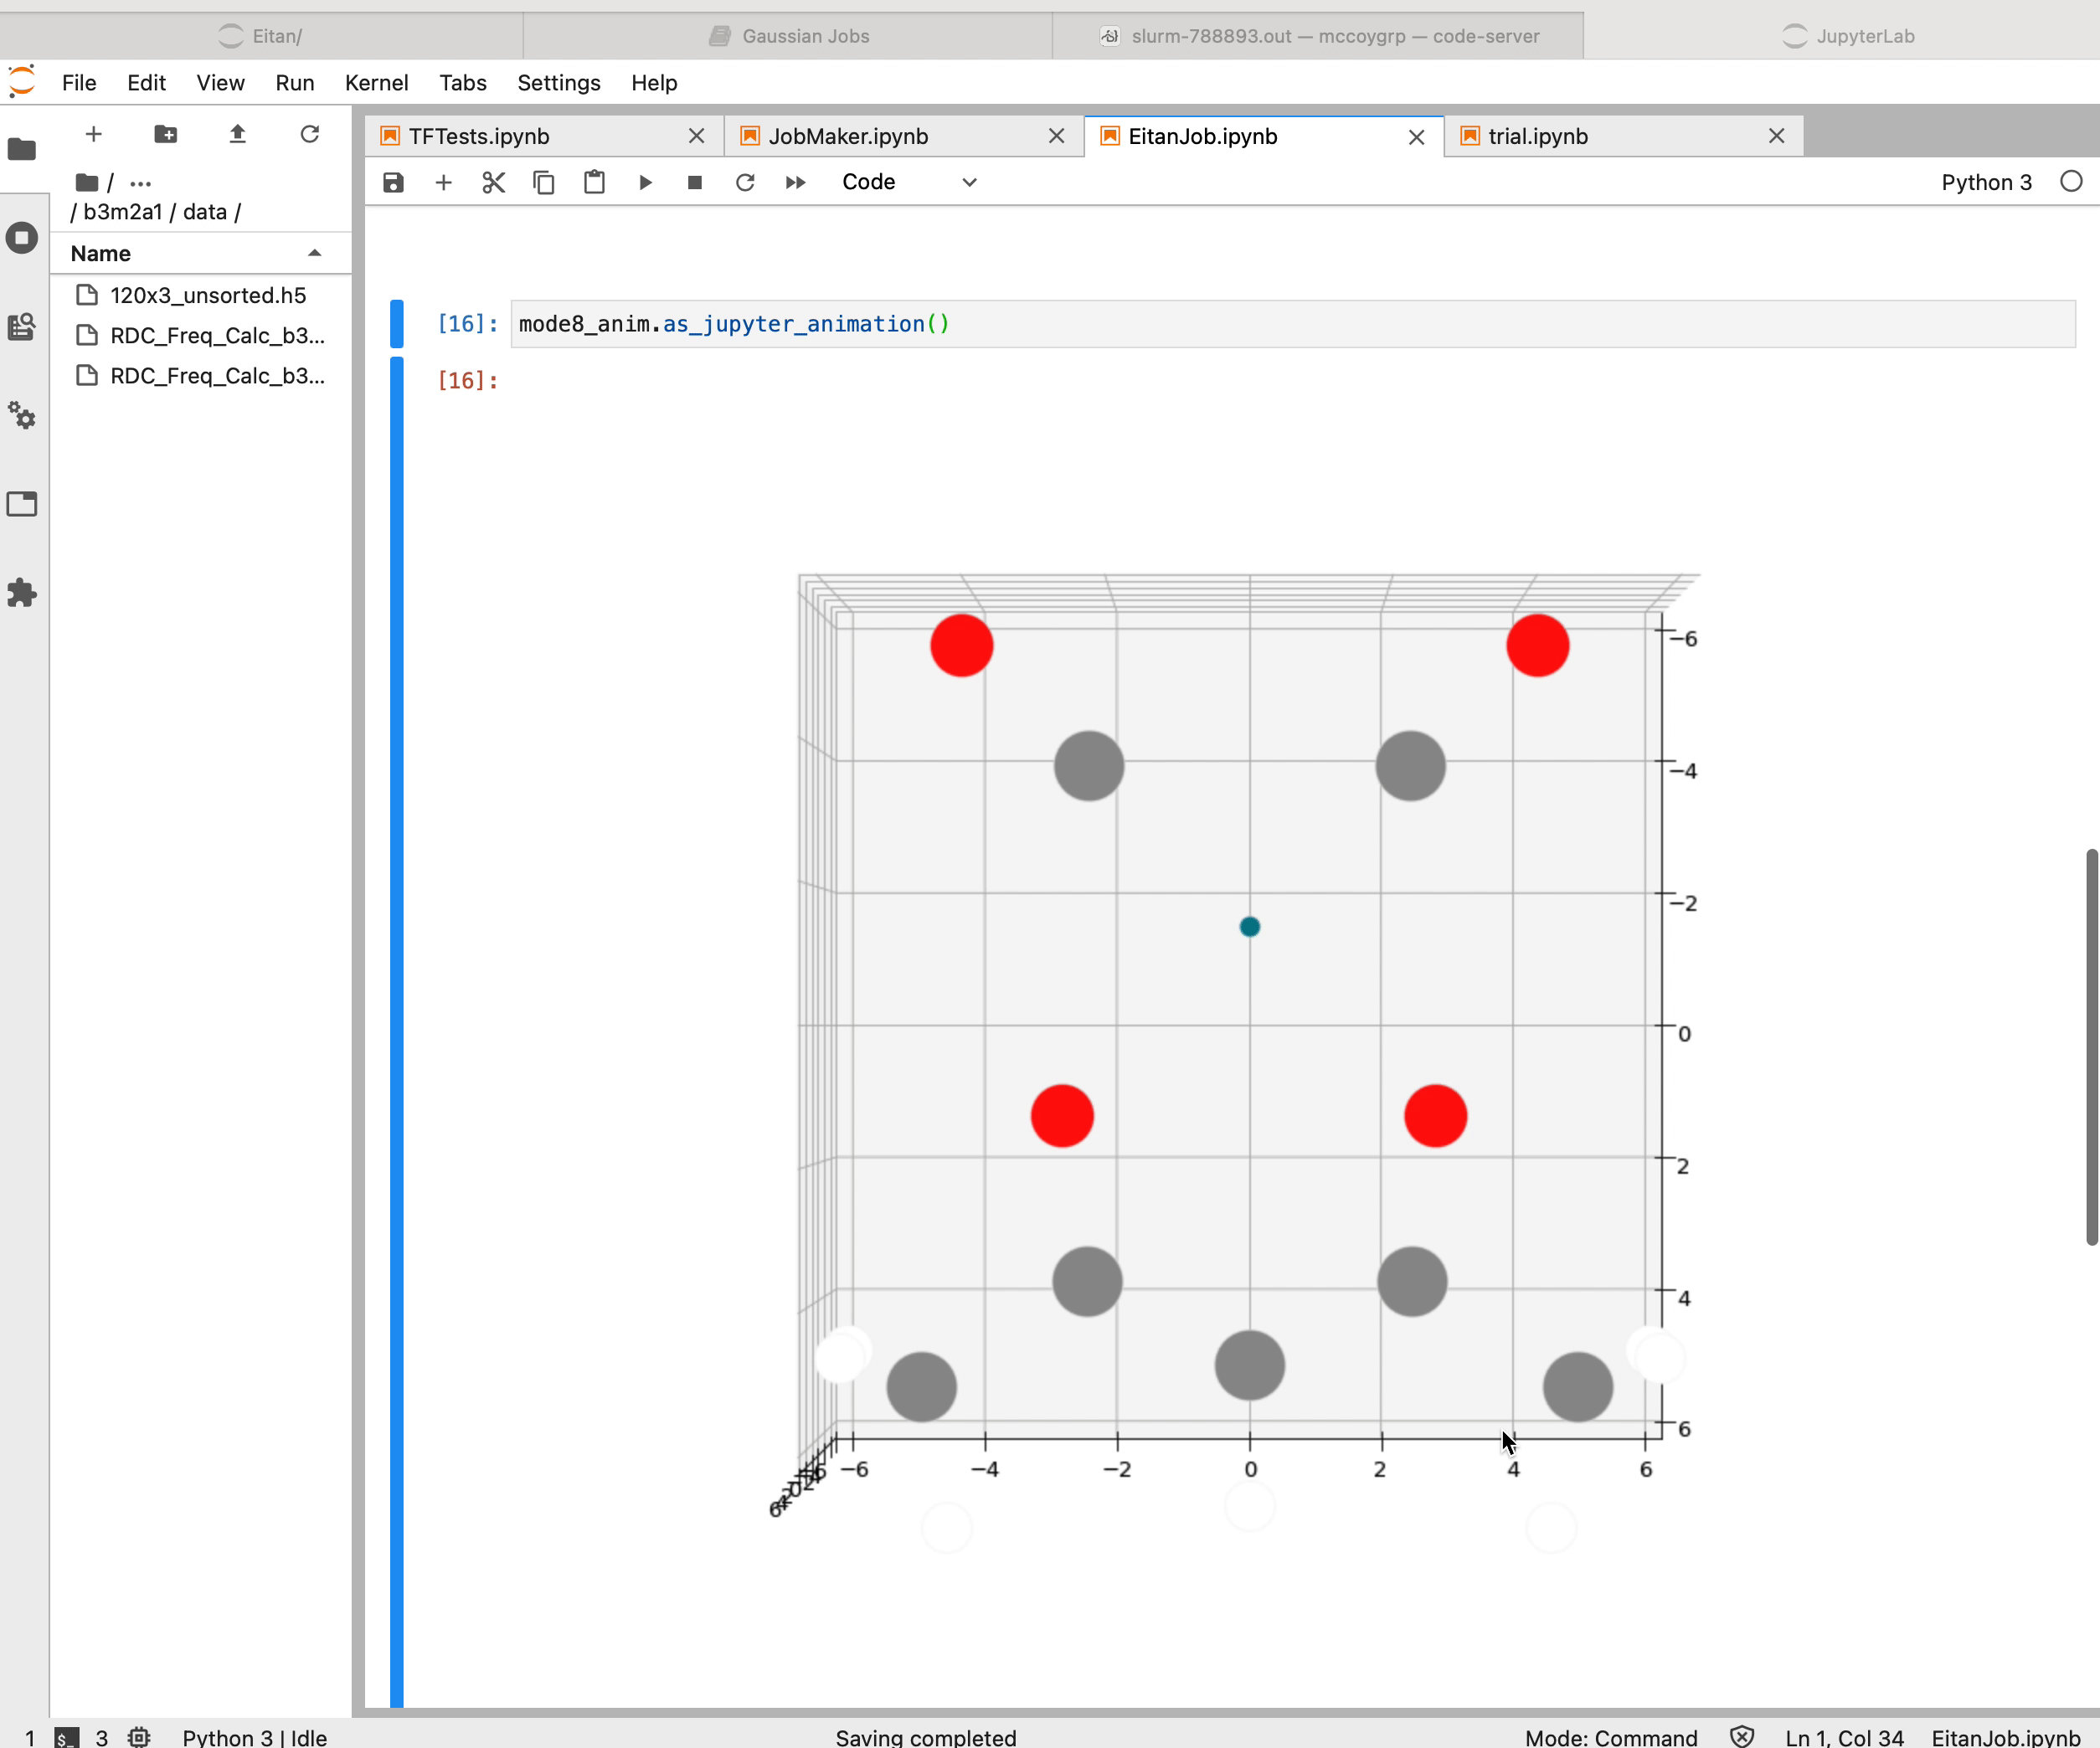 Eitan/
Gaussian Jobs
slurm-788893.out — mccoygrp — code-server
JupyterLab
File Edit View Run Kernel Tabs Settings Help
TFTests.ipynb
JobMaker.ipynb
EitanJob.ipynb
trial.ipynb
/ ...
/ b3m2a1 / data /
Code
Python 3
Name
120x3_unsorted.h5
RDC_Freq_Calc_b3...
RDC_Freq_Calc_b3...
[16]: mode8_anim.as_jupyter_animation()
[16]:
−6
−4
−2
0
2
4
6
−6 −4 −2 0 2 4 6
1 $_ 3 Python 3 | Idle Saving completed Mode: Command Ln 1, Col 34 EitanJob.ipynb